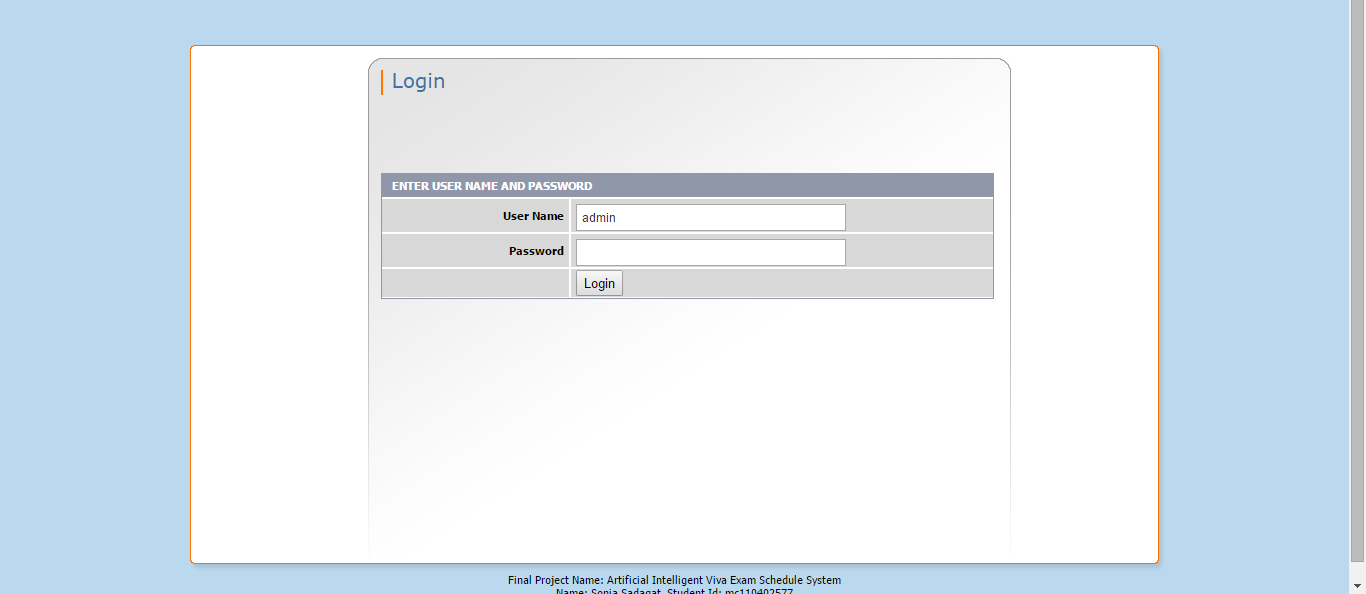 Login
ENTER USER NAME AND PASSWORD
User Name admin
Password
Login
Final Project Name: Artificial Intelligent Viva Exam Schedule System
Name: Sonia Sadaqat, Student Id: mc110402577